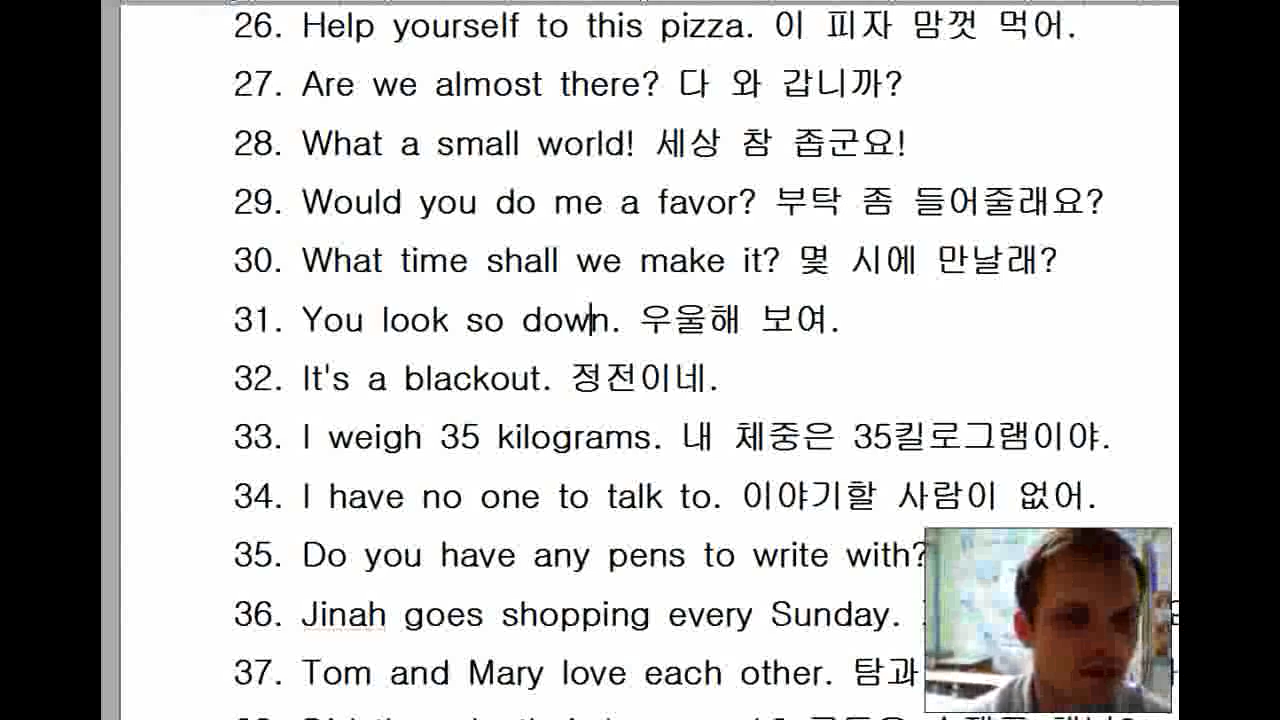 26. Help yourself to this pizza. 이 피자 맘껏 먹어.
27. Are we almost there? 다 와 갑니까?
28. What a small world! 세상 참 좁군요!
29. Would you do me a favor? 부탁 좀 들어줄래요?
30. What time shall we make it? 몇 시에 만날래?
31. You look so down. 우울해 보여.
32. It's a blackout. 정전이네.
33. I weigh 35 kilograms. 내 체중은 35킬로그램이야.
34. I have no one to talk to. 이야기할 사람이 없어.
35. Do you have any pens to write with?
36. Jinah goes shopping every Sunday.
37. Tom and Mary love each other. 탐과